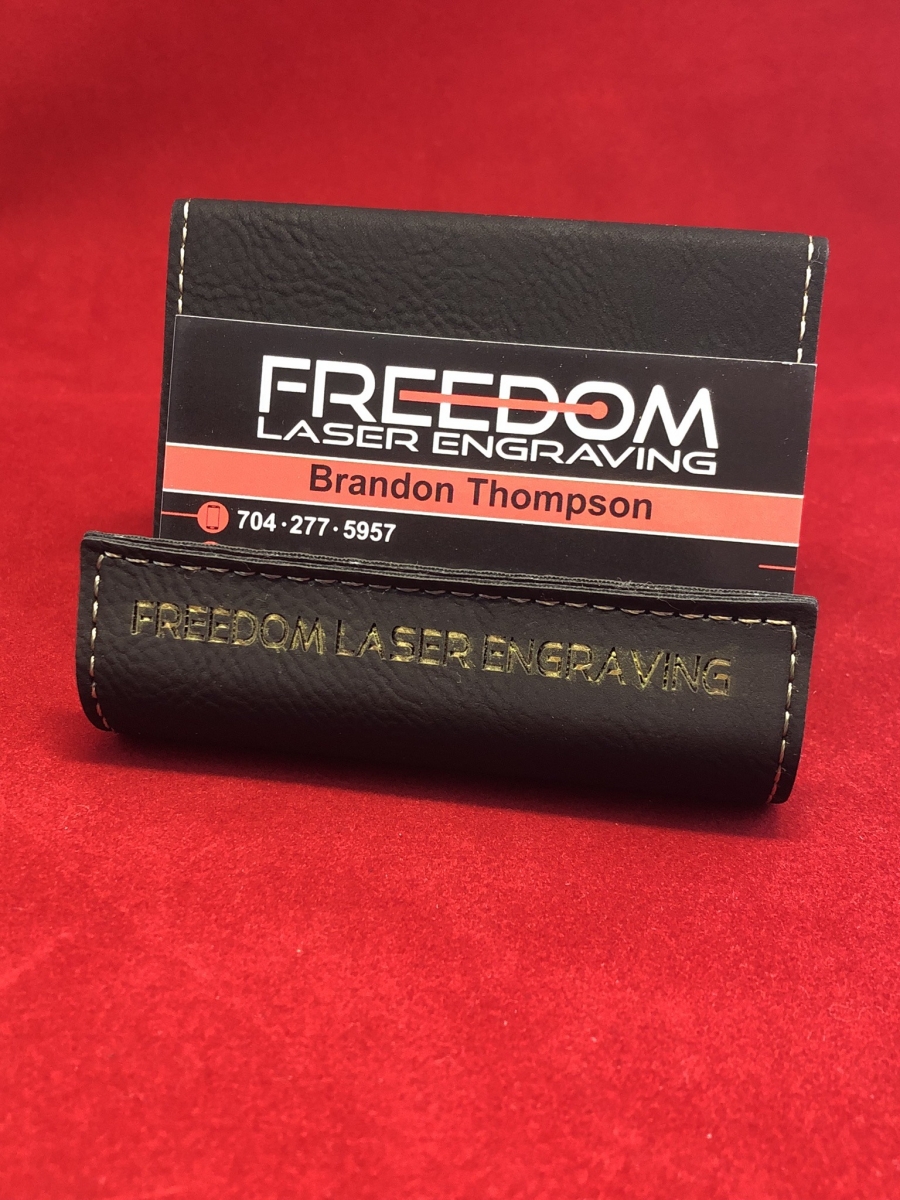 FREEDOM
LASER ENGRAVING
Brandon Thompson
704·277·5957
FREEDOM LASER ENGRAVING